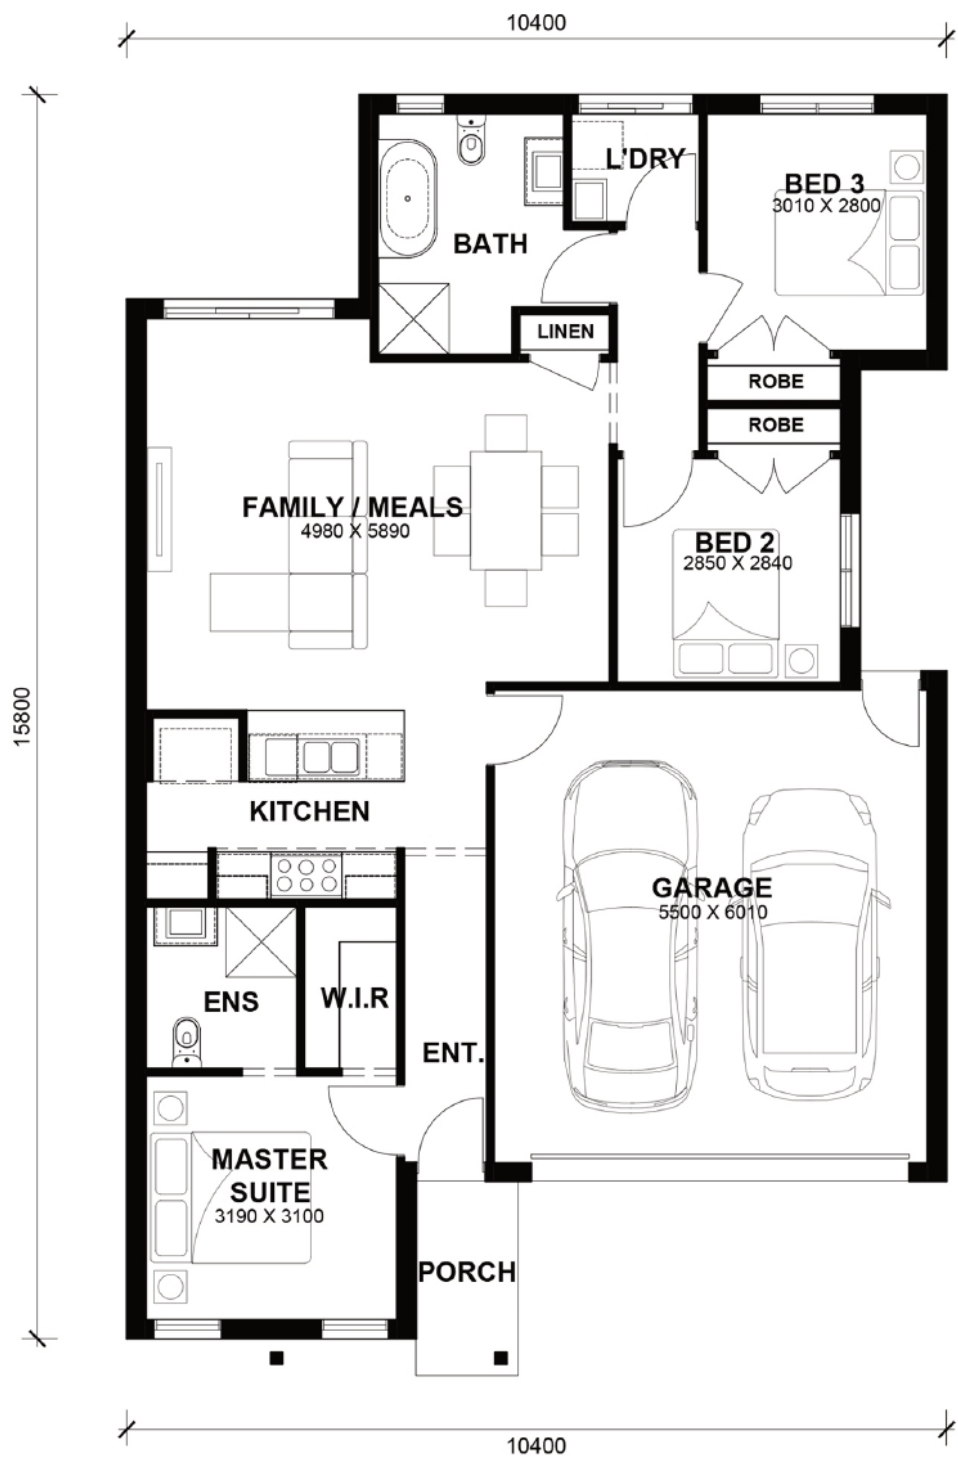 10400
L'DRY
BED 3
3010 X 2800
BATH
LINEN
ROBE
ROBE
FAMILY / MEALS
4980 X 5890
BED 2
2850 X 2840
15800
KITCHEN
GARAGE
5500 X 6010
ENS
W.I.R
ENT.
MASTER
SUITE
3190 X 3100
PORCH
10400